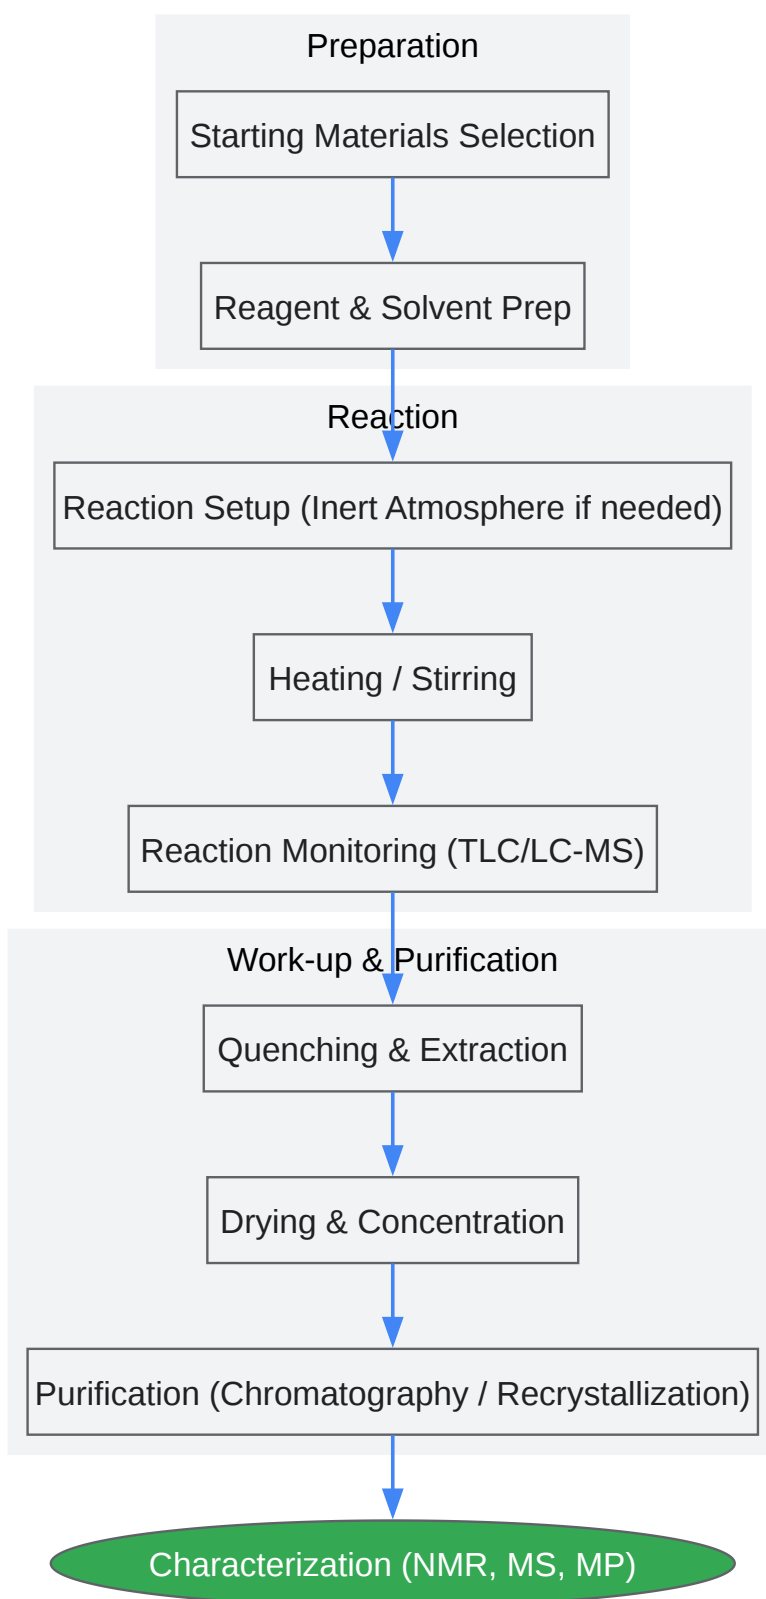 Preparation
Starting Materials Selection
Reagent & Solvent Prep
Reaction
Reaction Setup (Inert Atmosphere if needed)
Heating / Stirring
Reaction Monitoring (TLC/LC-MS)
Work-up & Purification
Quenching & Extraction
Drying & Concentration
Purification (Chromatography / Recrystallization)
Characterization (NMR, MS, MP)